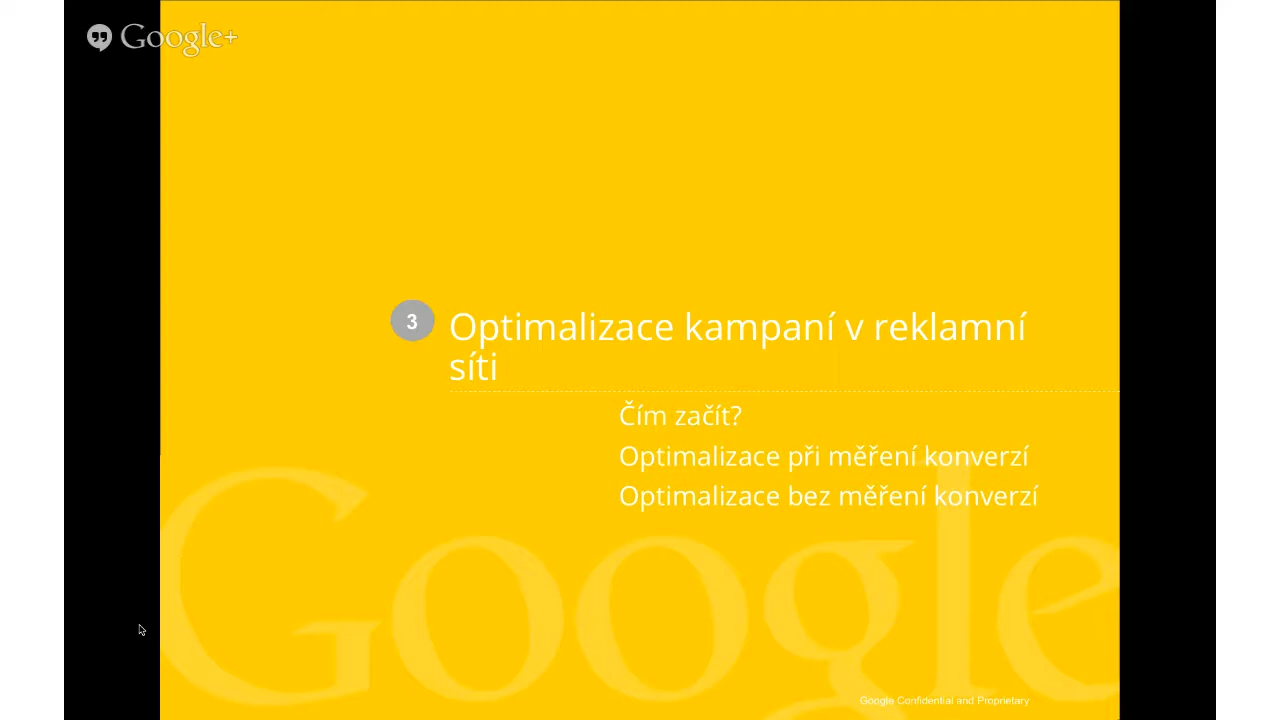 Google+
3
Optimalizace kampaní v reklamní
síti
Čím začít?
Optimalizace při měření konverzí
Optimalizace bez měření konverzí
Google
Google Confidential and Proprietary